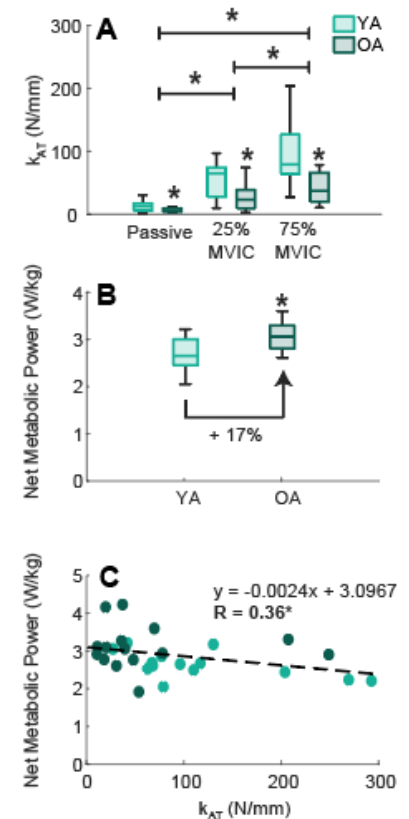 A
*
YA
OA
*
*
300
200
100
0
k_AT (N/mm)
*
*
*
Passive
25%
MVIC
75%
MVIC
B
Net Metabolic Power (W/kg)
4
3
2
1
0
*
+ 17%
YA
OA
C
Net Metabolic Power (W/kg)
5
4
3
2
1
0
y = -0.0024x + 3.0967
R = 0.36*
0
100
200
300
k_AT (N/mm)